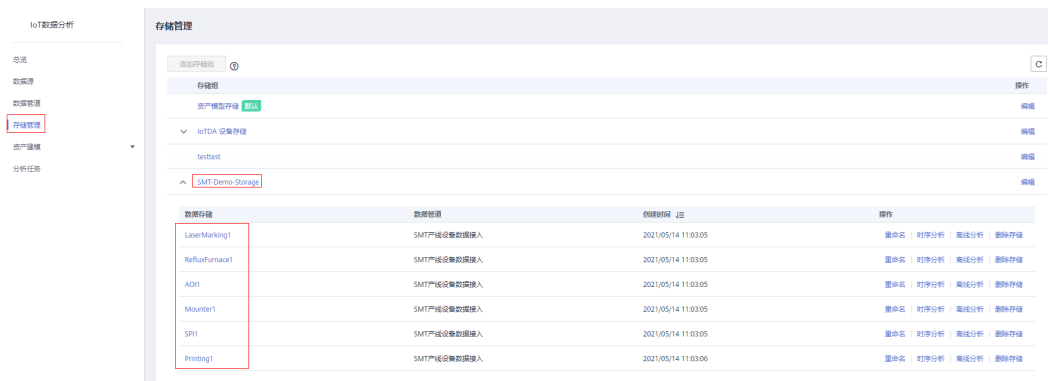 IoT数据分析
存储管理
总览
数据源
数据管道
存储管理
资产建模
分析任务
添加存储组
存储组 操作
资产模型存储 默认 编辑
IoTDA 设备存储 编辑
testtest 编辑
SMT-Demo-Storage 编辑
数据存储 数据管道 创建时间 操作
LaserMarking1 SMT产线设备数据接入 2021/05/14 11:03:05 重命名 时序分析 离线分析 删除存储
RefluxFurnace1 SMT产线设备数据接入 2021/05/14 11:03:05 重命名 时序分析 离线分析 删除存储
AOI1 SMT产线设备数据接入 2021/05/14 11:03:05 重命名 时序分析 离线分析 删除存储
Mounter1 SMT产线设备数据接入 2021/05/14 11:03:05 重命名 时序分析 离线分析 删除存储
SPI1 SMT产线设备数据接入 2021/05/14 11:03:05 重命名 时序分析 离线分析 删除存储
Printing1 SMT产线设备数据接入 2021/05/14 11:03:06 重命名 时序分析 离线分析 删除存储